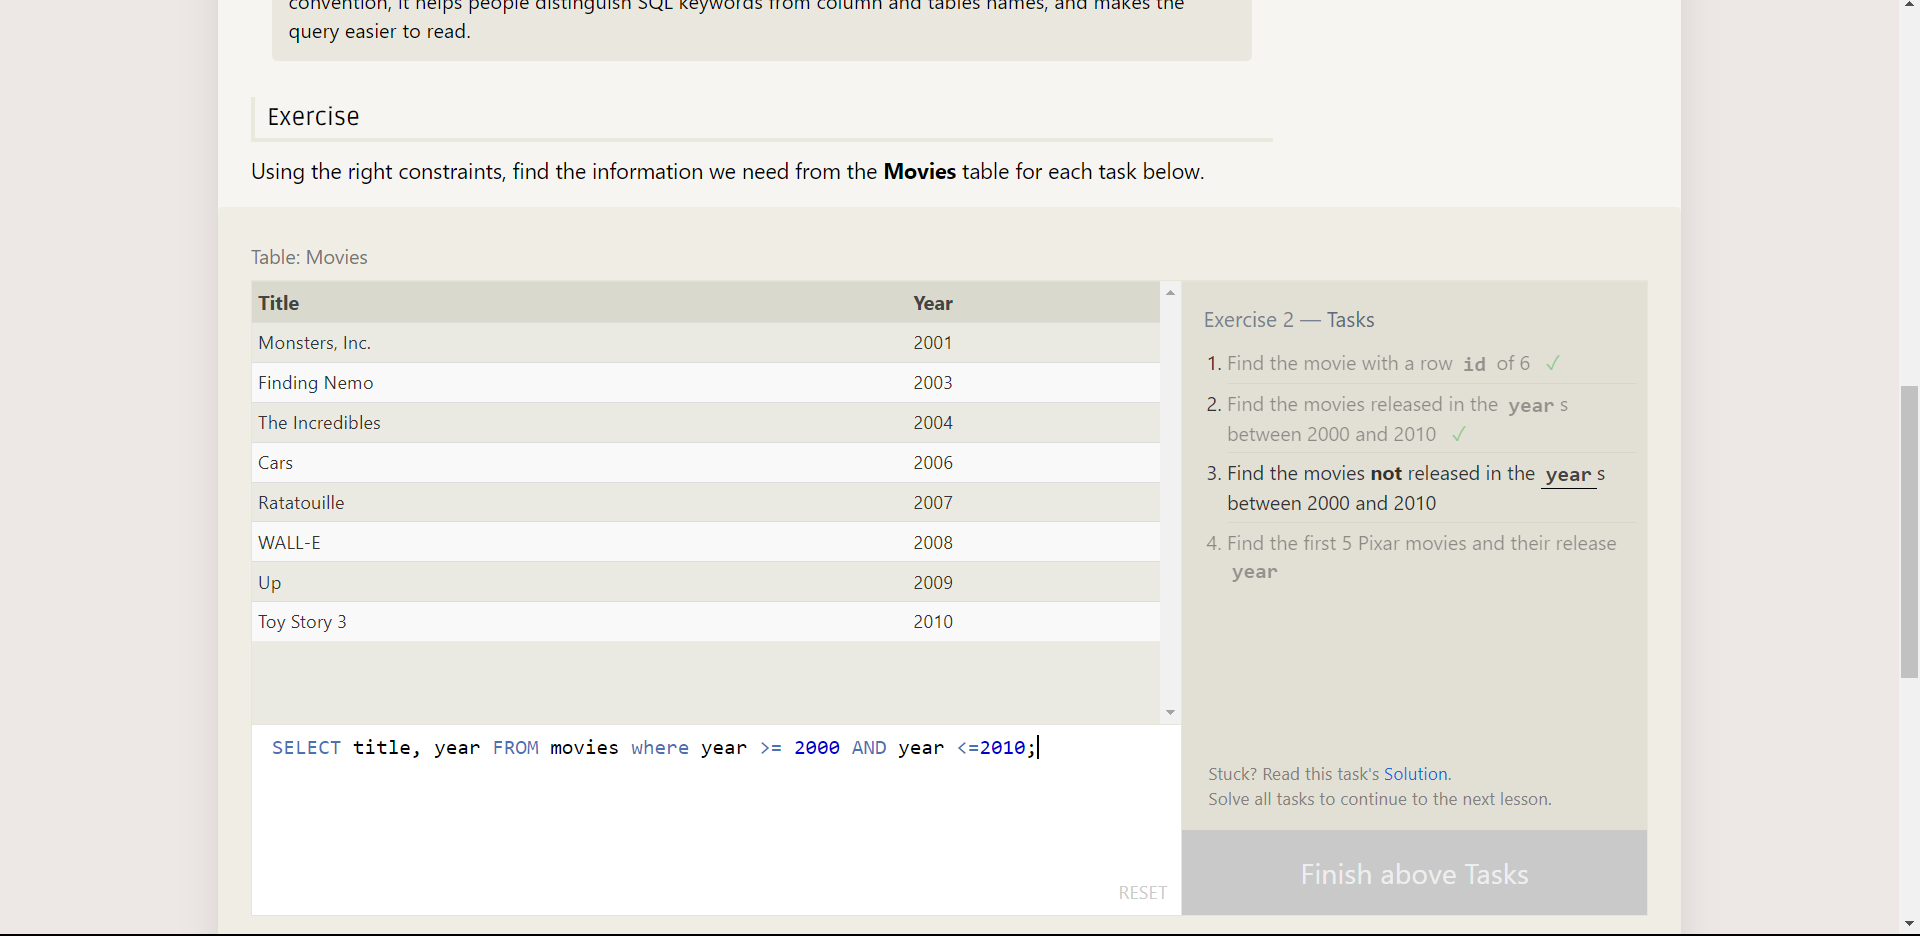 convention, it helps people distinguish SQL keywords from column and tables names, and makes the
query easier to read.
Exercise
Using the right constraints, find the information we need from the Movies table for each task below.
Table: Movies
Title Year
Monsters, Inc. 2001
Finding Nemo 2003
The Incredibles 2004
Cars 2006
Ratatouille 2007
WALL-E 2008
Up 2009
Toy Story 3 2010
SELECT title, year FROM movies where year >= 2000 AND year <=2010;
RESET
Exercise 2 — Tasks
1. Find the movie with a row id of 6 ✓
2. Find the movies released in the year s
between 2000 and 2010 ✓
3. Find the movies not released in the year s
between 2000 and 2010
4. Find the first 5 Pixar movies and their release
year
Stuck? Read this task's Solution.
Solve all tasks to continue to the next lesson.
Finish above Tasks